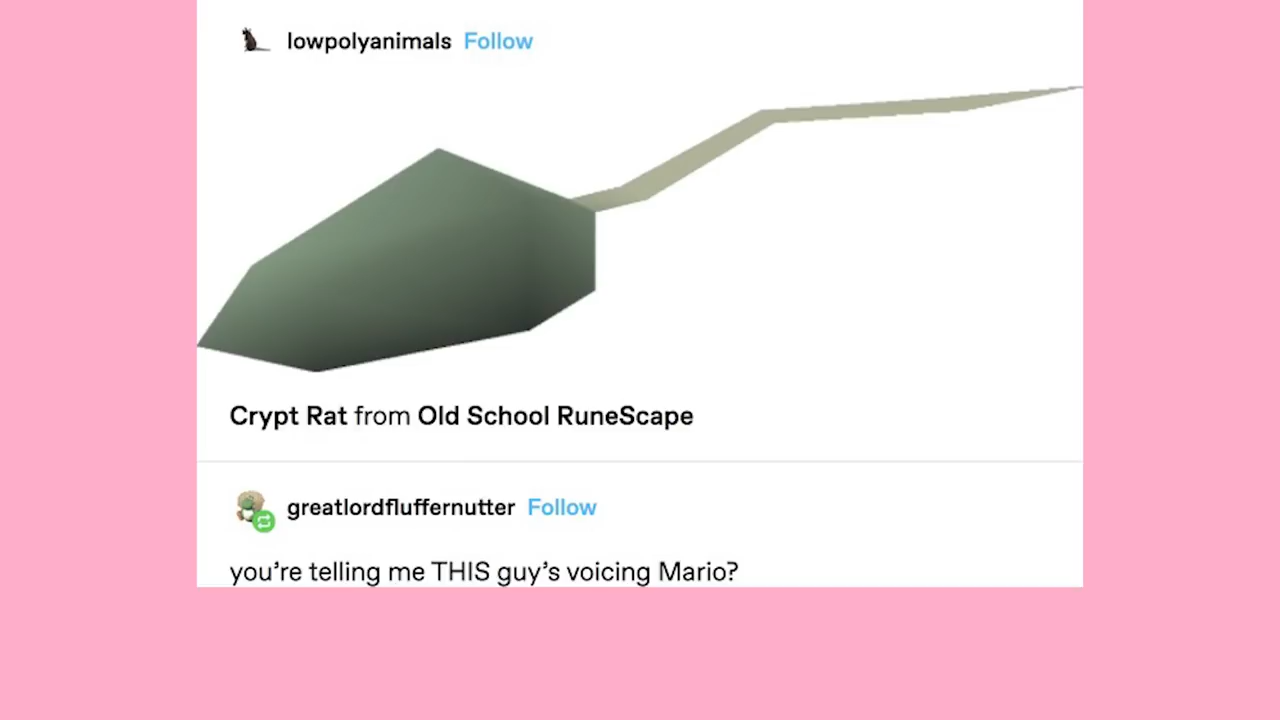 lowpolyanimals Follow
Crypt Rat from Old School RuneScape
greatlordfluffernutter Follow
you’re telling me THIS guy’s voicing Mario?